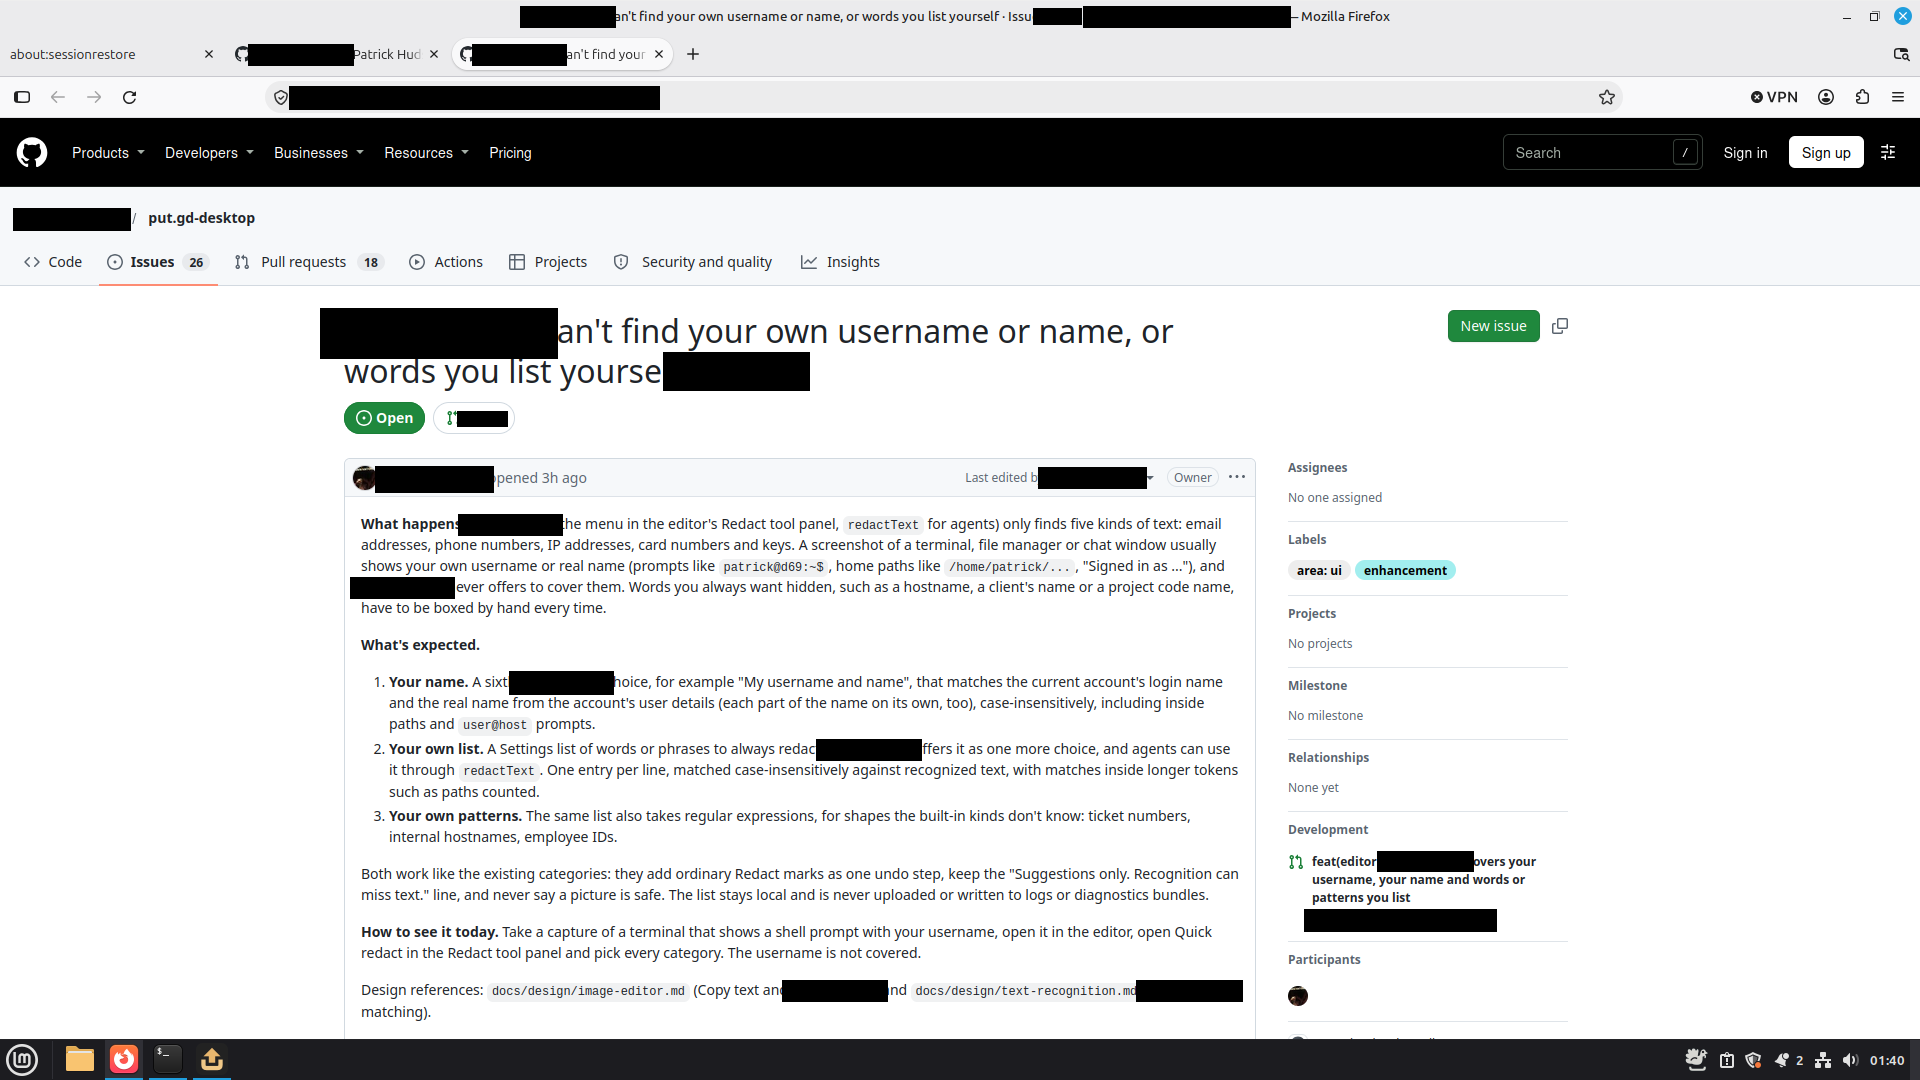 an't find your own username or name, or words you list yourself · Issu – Mozilla Firefox
about:sessionrestore
Patrick Hud
an't find your
VPN
Products
Developers
Businesses
Resources
Pricing
Search
/
Sign in
Sign up
/ put.gd-desktop
Code
Issues 26
Pull requests 18
Actions
Projects
Security and quality
Insights
an't find your own username or name, or
words you list yourse
New issue
Open
opened 3h ago
Last edited b
Owner
What happens the menu in the editor's Redact tool panel, redactText for agents) only finds five kinds of text: email
addresses, phone numbers, IP addresses, card numbers and keys. A screenshot of a terminal, file manager or chat window usually
shows your own username or real name (prompts like patrick@d69:~$ , home paths like /home/patrick/... , "Signed in as ..."), and
ever offers to cover them. Words you always want hidden, such as a hostname, a client's name or a project code name,
have to be boxed by hand every time.
What's expected.
1. Your name. A sixt hoice, for example "My username and name", that matches the current account's login name
and the real name from the account's user details (each part of the name on its own, too), case-insensitively, including inside
paths and user@host prompts.
2. Your own list. A Settings list of words or phrases to always redac ffers it as one more choice, and agents can use
it through redactText . One entry per line, matched case-insensitively against recognized text, with matches inside longer tokens
such as paths counted.
3. Your own patterns. The same list also takes regular expressions, for shapes the built-in kinds don't know: ticket numbers,
internal hostnames, employee IDs.
Both work like the existing categories: they add ordinary Redact marks as one undo step, keep the "Suggestions only. Recognition can
miss text." line, and never say a picture is safe. The list stays local and is never uploaded or written to logs or diagnostics bundles.
How to see it today. Take a capture of a terminal that shows a shell prompt with your username, open it in the editor, open Quick
redact in the Redact tool panel and pick every category. The username is not covered.
Design references: docs/design/image-editor.md (Copy text and and docs/design/text-recognition.md
matching).
Assignees
No one assigned
Labels
area: ui
enhancement
Projects
No projects
Milestone
No milestone
Relationships
None yet
Development
feat(editor overs your
username, your name and words or
patterns you list
Participants
2
01:40